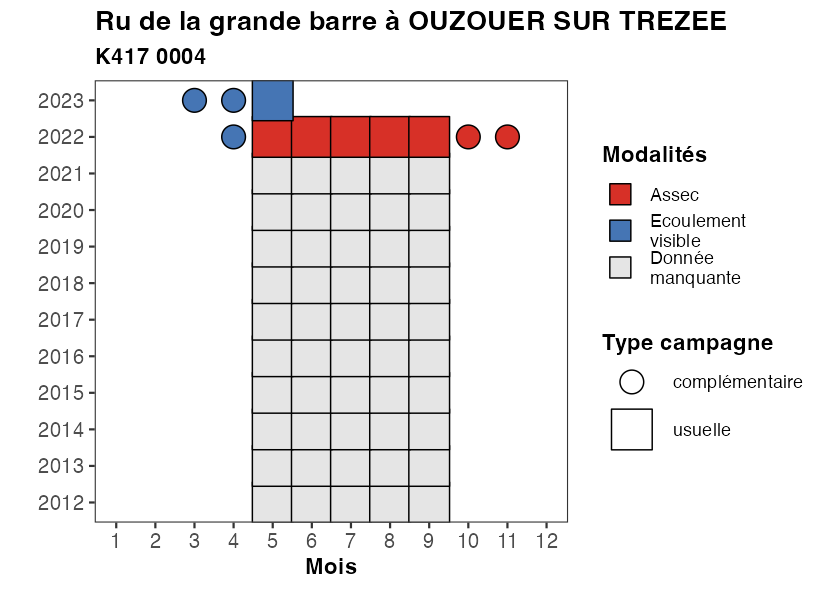 Ru de la grande barre à OUZOUER SUR TREZEE
K417 0004
2023
2022
2021
2020
2019
2018
2017
2016
2015
2014
2013
2012
1 2 3 4 5 6 7 8 9 10 11 12
Mois
Modalités
Assec
Ecoulement
visible
Donnée
manquante
Type campagne
complémentaire
usuelle